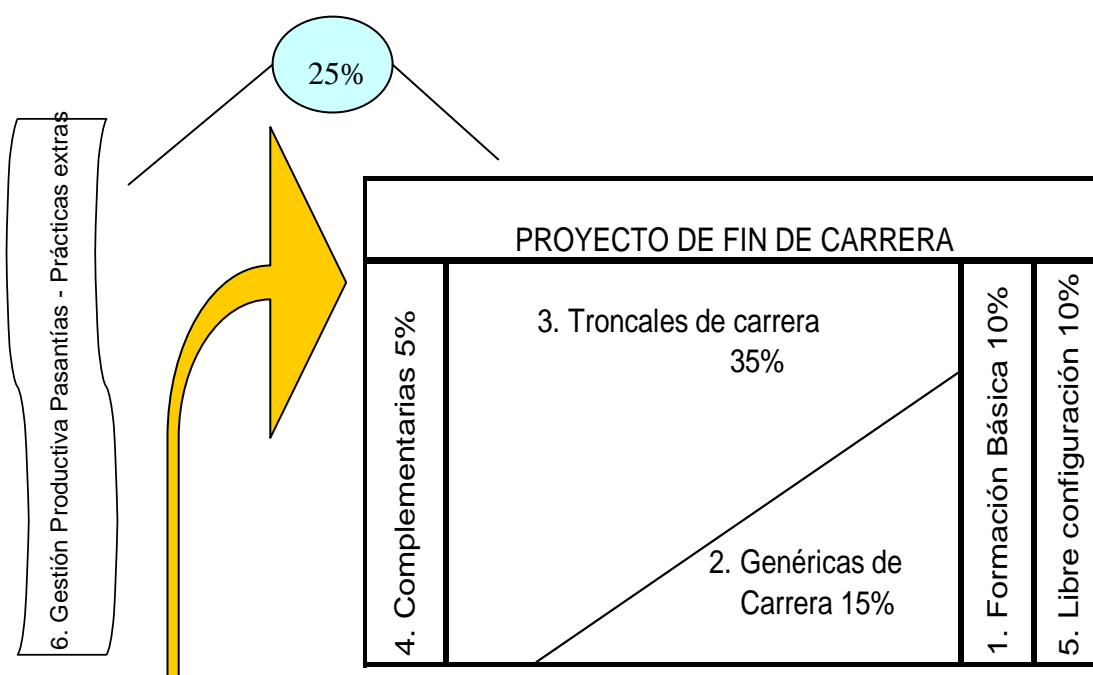 25%
6. Gestión Productiva Pasantías - Prácticas extras
PROYECTO DE FIN DE CARRERA
4. Complementarias 5%
3. Troncales de carrera
35%
2. Genéricas de
Carrera 15%
1. Formación Básica 10%
5. Libre configuración 10%